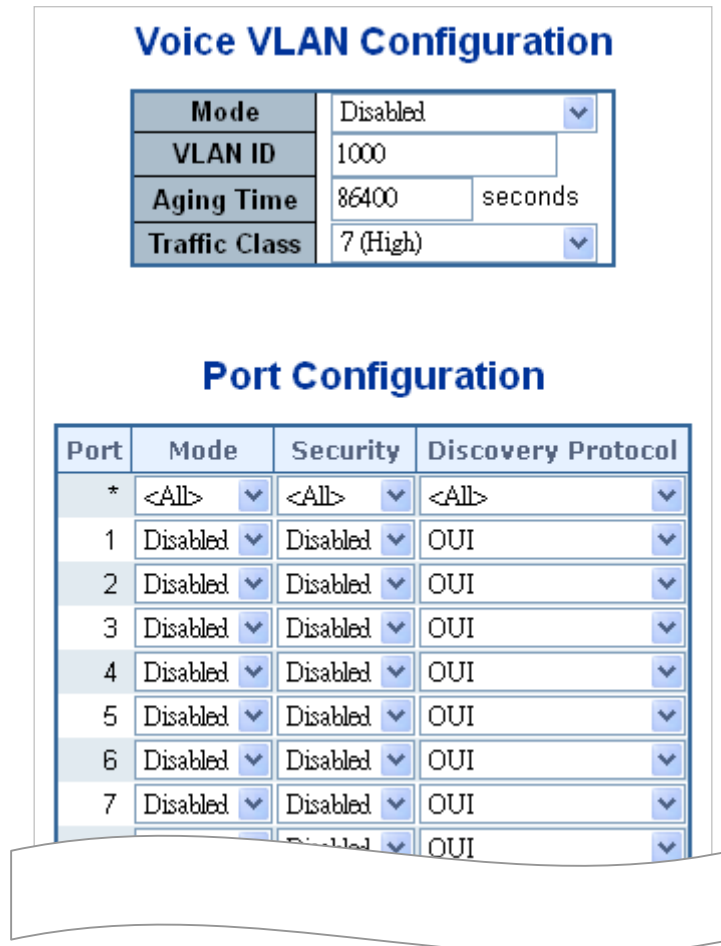 Voice VLAN Configuration
Mode Disabled
VLAN ID 1000
Aging Time 86400 seconds
Traffic Class 7 (High)
Port Configuration
Port Mode Security Discovery Protocol
* <All> <All> <All>
1 Disabled Disabled OUI
2 Disabled Disabled OUI
3 Disabled Disabled OUI
4 Disabled Disabled OUI
5 Disabled Disabled OUI
6 Disabled Disabled OUI
7 Disabled Disabled OUI
OUI